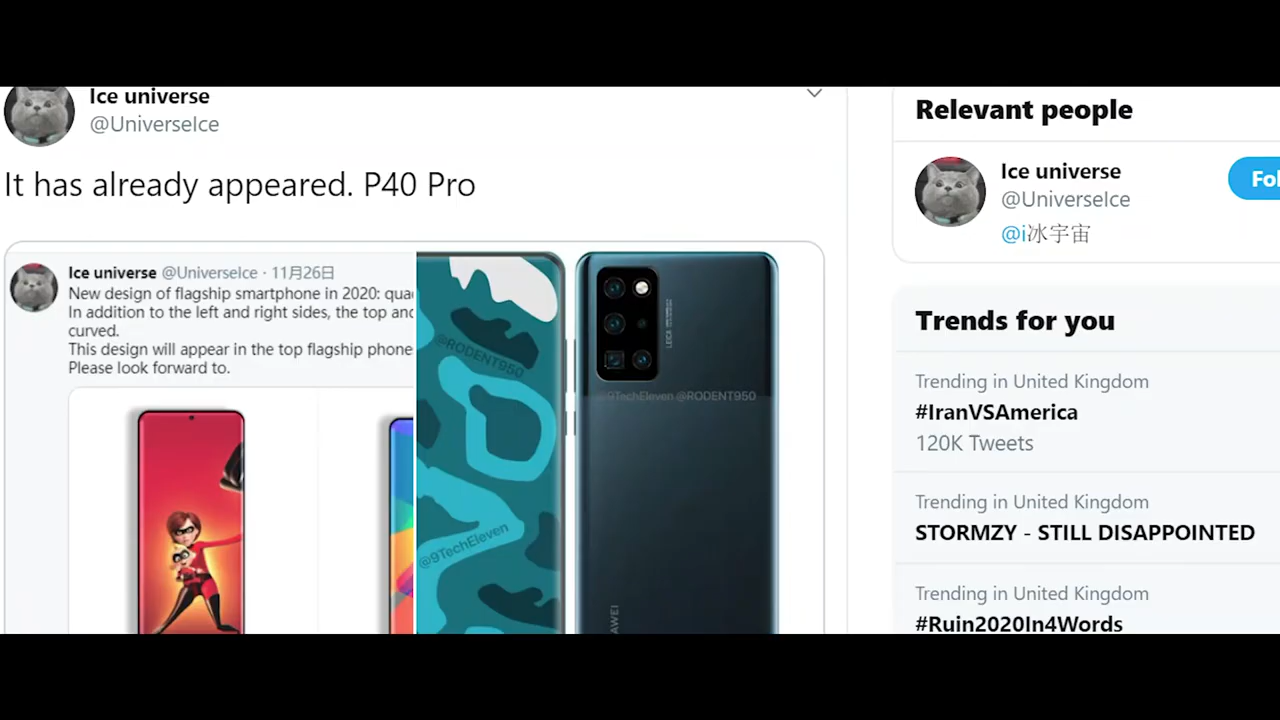 Ice universe
@UniverseIce
It has already appeared. P40 Pro
Ice universe @UniverseIce · 11月26日
New design of flagship smartphone in 2020: qua
In addition to the left and right sides, the top and
curved.
This design will appear in the top flagship phone
Please look forward to.
@RODENT950
@9TechEleven
LEICA
@9TechEleven @RODENT950
AWEI
Relevant people
Ice universe
@UniverseIce
@i冰宇宙
Fol
Trends for you
Trending in United Kingdom
#IranVSAmerica
120K Tweets
Trending in United Kingdom
STORMZY - STILL DISAPPOINTED
Trending in United Kingdom
#Ruin2020In4Words